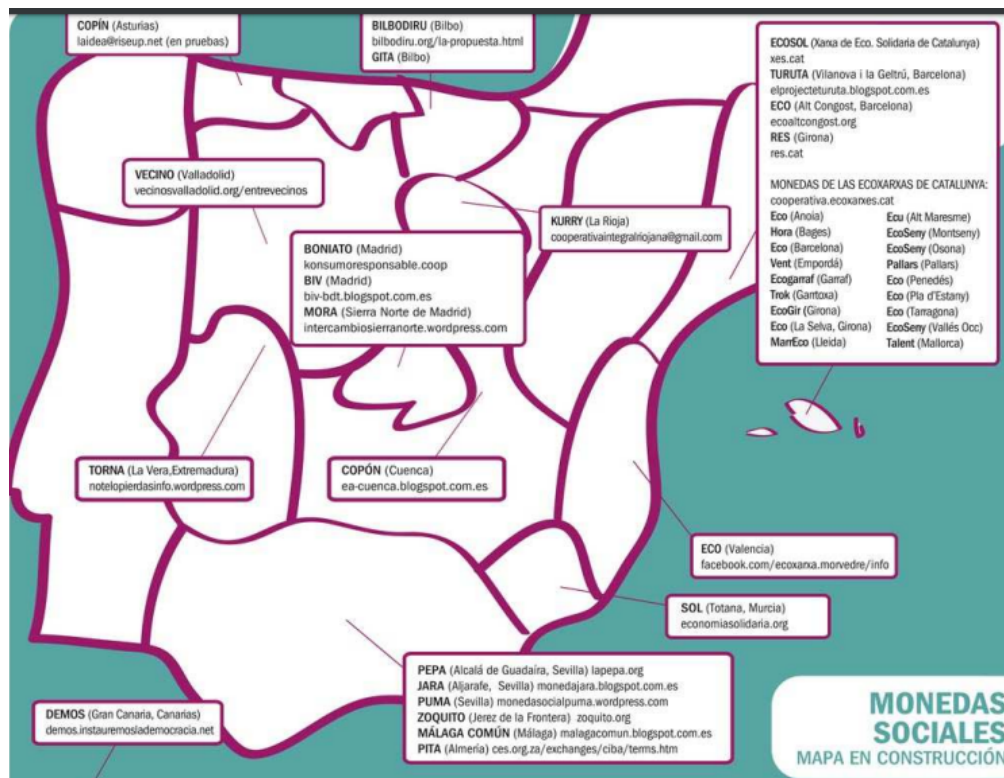 COPÍN (Asturias)
laidea@riseup.net (en pruebas)
BILBODIRU (Bilbo)
bilbodiru.org/la-propuesta.html
GITA (Bilbo)
ECOSOL (Xarxa de Eco. Solidaria de Catalunya)
xes.cat
TURUTA (Vilanova i la Geltrú, Barcelona)
elprojecteturuta.blogspot.com.es
ECO (Alt Congost, Barcelona)
ecoaltcongost.org
RES (Girona)
res.cat
MONEDAS DE LAS ECOXARXAS DE CATALUNYA:
cooperativa.ecoxarxes.cat
Eco (Anoia)
Hora (Bages)
Eco (Barcelona)
Vent (Empordá)
Ecogarraf (Garraf)
Trok (Garrtoxa)
EcoGir (Girona)
Eco (La Selva, Girona)
MarrEco (Lleida)
Ecu (Alt Maresme)
EcoSeny (Montseny)
EcoSeny (Osona)
Pallars (Pallars)
Eco (Penedés)
Eco (Pla d'Estany)
Eco (Tarragona)
EcoSeny (Vallés Occ)
Talent (Mallorca)
VECINO (Valladolid)
vecinosvalladolid.org/entrevecinos
KURRY (La Rioja)
cooperativaintegralriojana@gmail.com
BONIATO (Madrid)
konsumoresponsable.coop
BIV (Madrid)
biv-bdt.blogspot.com.es
MORA (Sierra Norte de Madrid)
intercambiosierranorte.wordpress.com
TORNA (La Vera,Extremadura)
notelopierdasinfo.wordpress.com
COPÓN (Cuenca)
ea-cuenca.blogspot.com.es
ECO (Valencia)
facebook.com/ecoxarxa.morvedre/info
SOL (Totana, Murcia)
economiasolidaria.org
PEPA (Alcalá de Guadaíra, Sevilla) lapepa.org
JARA (Aljarafe, Sevilla) monedajara.blogspot.com.es
PUMA (Sevilla) monedasocialpuma.wordpress.com
ZOQUITO (Jerez de la Frontera) zoquito.org
MÁLAGA COMÚN (Málaga) malagacomun.blogspot.com.es
PITA (Almería) ces.org.za/exchanges/ciba/terms.htm
DEMOS (Gran Canaria, Canarias)
demos.instauremoslademocracia.net
MONEDAS
SOCIALES
MAPA EN CONSTRUCCIÓN